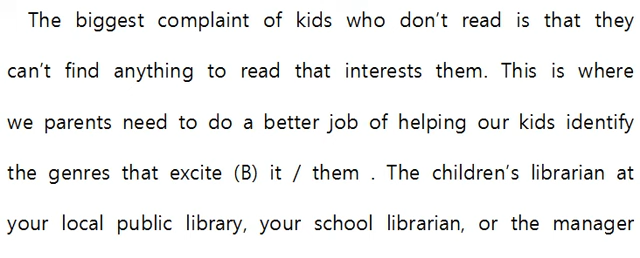 The biggest complaint of kids who don't read is that they
can't find anything to read that interests them. This is where
we parents need to do a better job of helping our kids identify
the genres that excite (B) it / them . The children's librarian at
your local public library, your school librarian, or the manager